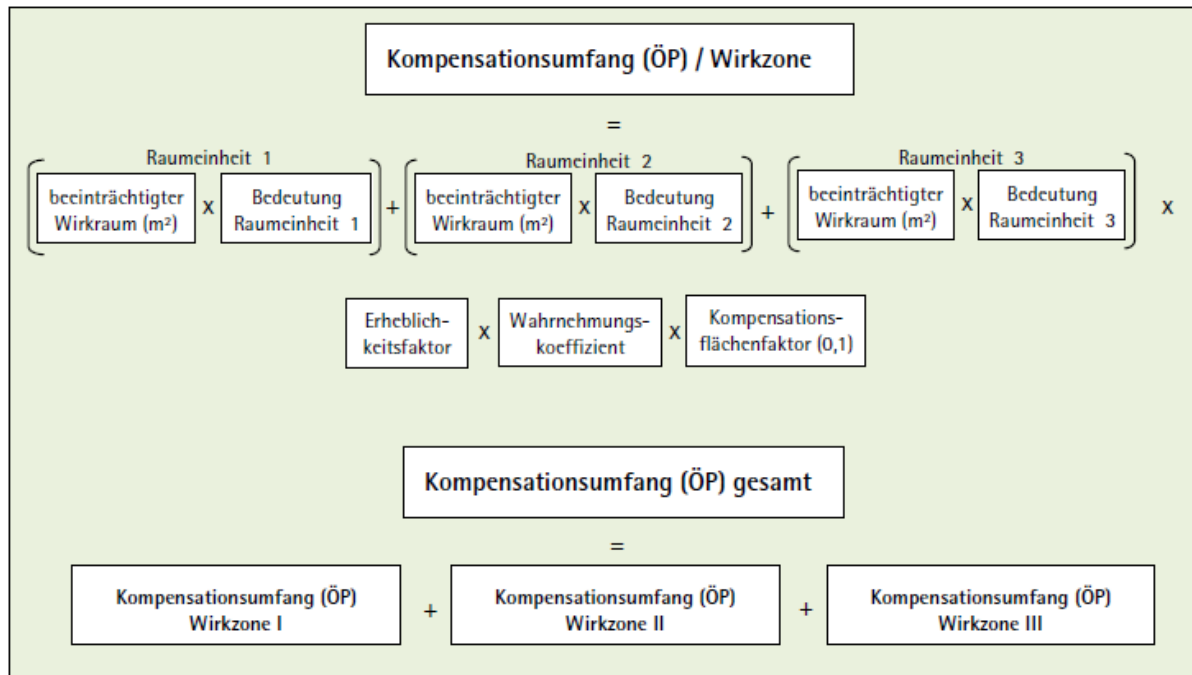 Kompensationsumfang (ÖP) / Wirkzone
=
Raumeinheit 1
Raumeinheit 2
Raumeinheit 3
beeinträchtigter Wirkraum (m²) x Bedeutung Raumeinheit 1 + beeinträchtigter Wirkraum (m²) x Bedeutung Raumeinheit 2 + beeinträchtigter Wirkraum (m²) x Bedeutung Raumeinheit 3 x
Erheblich-
keitsfaktor
x
Wahrnehmungs-
koeffizient
x
Kompensations-
flächenfaktor (0,1)
Kompensationsumfang (ÖP) gesamt
=
Kompensationsumfang (ÖP)
Wirkzone I
+
Kompensationsumfang (ÖP)
Wirkzone II
+
Kompensationsumfang (ÖP)
Wirkzone III